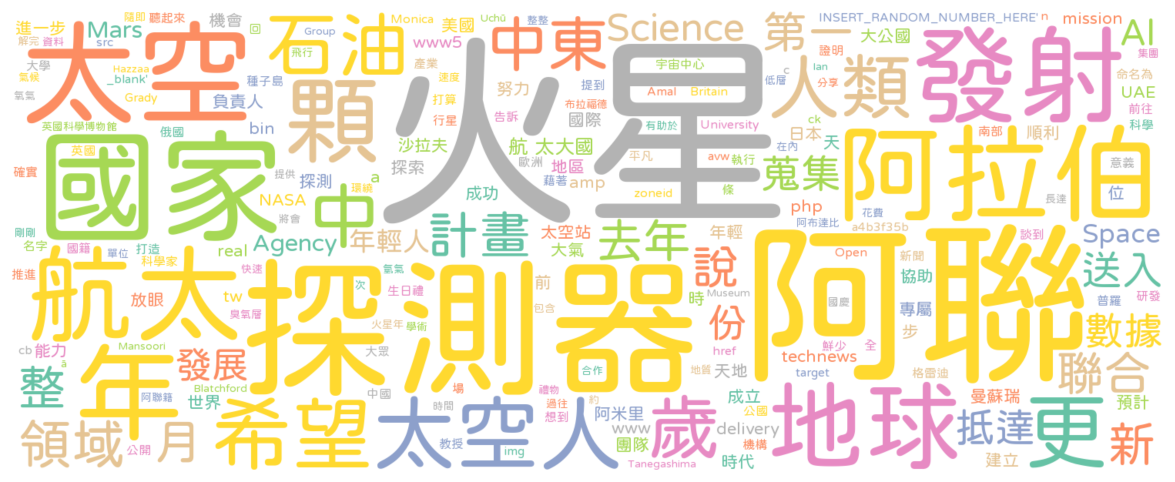 進一步
隨即
聽起來
機會
Monica
美國
Uchū
整整
Group
INSERT_RANDOM_NUMBER_HERE'
n
mission
解完
資料
Mars
src
回
石油
飛行
www5
中東
Science
第一
大公國
AI
證明
集團
大學
氣候
_blank'
太空
種子島
產業
速度
宇宙中心
低層
c
Ian
分享
人類
發射
命名為
氫氣
Hazzaa
Grady
負責人
顆
打算
努力
提到
布拉福德
Amal
Britain
UAE
前往
英國科學博物館
俄國
bin
行星
火星
告訴
國際
有助於
University
ck
日本
南部
順利
科學
國家
沙拉夫
航
太大國
平凡
歐洲
地區
avw
執行
天
在內
阿拉伯
意義
確實
英國
提供
環繞
探測
探索
藉著
amp
zoneid
條
蒐集
位
長達
NASA
將會
中
a
成功
php
阿布達比
花費
a4b3f35b
剛剛
名字
國籍
單位
打造
real
Agency
年輕人
計畫
太空站
大氣
去年
年輕
談到
Space
科學家
推進
快速
氫氣
前
說
時
Open
新聞
協助
送入
航太
放眼
tw
次
生日禮
包含
探測器
Museum
阿聯
國慶
專屬
普羅
研發
臭氧層
火星年
學術
份
步
鮮少
全
數據
cb
能力
Mansoori
年
發展
大眾
href
technews
整
ā
阿聯籍
世界
Blatchford
中國
場
禮物
合作
地麓
天地
target
格雷迪
聯合
時間
約
過往
想到
阿米里
成立
公國
曼蘇瑞
預計
領域
月
公開
希望
太空人
教授
img
團隊
www
Tanegashima
歲
delivery
時代
機構
地球
抵達
建立
更
新